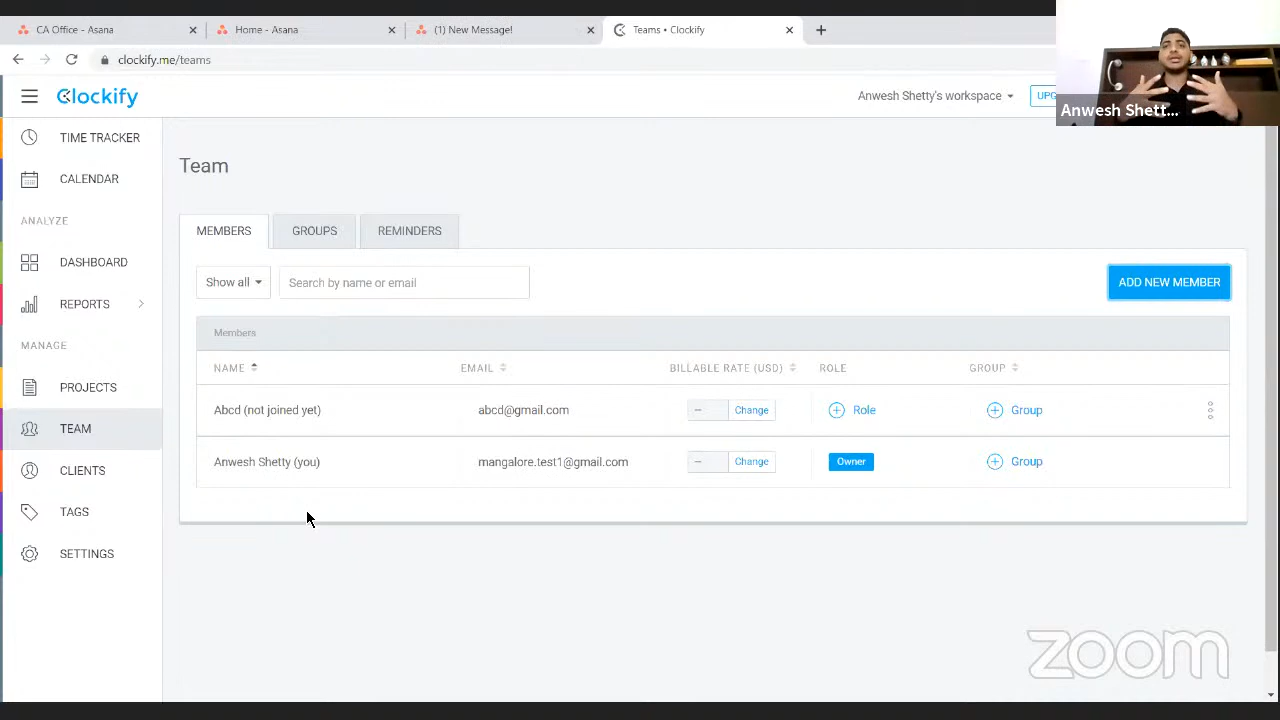 CA Office - Asana
Home - Asana
(1) New Message!
Teams • Clockify
clockify.me/teams
Clockify
Anwesh Shetty's workspace
UPG
Anwesh Shett...
TIME TRACKER
CALENDAR
ANALYZE
DASHBOARD
REPORTS
MANAGE
PROJECTS
TEAM
CLIENTS
TAGS
SETTINGS
Team
MEMBERS GROUPS REMINDERS
Show all Search by name or email ADD NEW MEMBER
Members
NAME EMAIL BILLABLE RATE (USD) ROLE GROUP
Abcd (not joined yet) abcd@gmail.com -- Change Role Group
Anwesh Shetty (you) mangalore.test1@gmail.com -- Change Owner Group
zoom